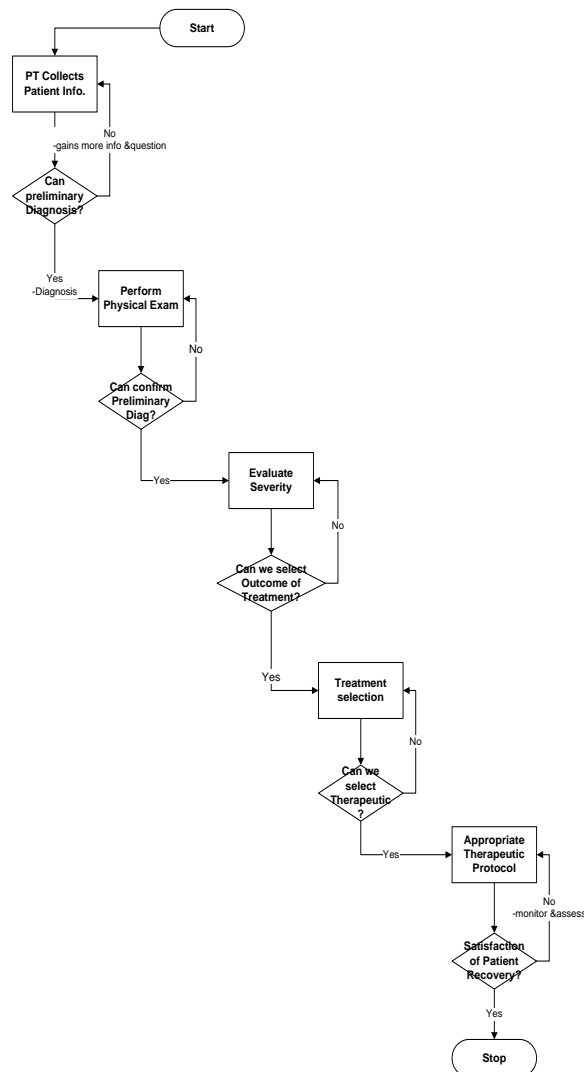 Start
PT Collects
Patient Info.
No
-gains more info &question
Can
preliminary
Diagnosis?
Yes
-Diagnosis
Perform
Physical Exam
No
Can confirm
Preliminary
Diag?
Yes
Evaluate
Severity
No
Can we select
Outcome of
Treatment?
Yes
Treatment
selection
No
Can we
select
Therapeutic
?
Yes
Appropriate
Therapeutic
Protocol
No
-monitor &assess
Satisfaction
of Patient
Recovery?
Yes
Stop